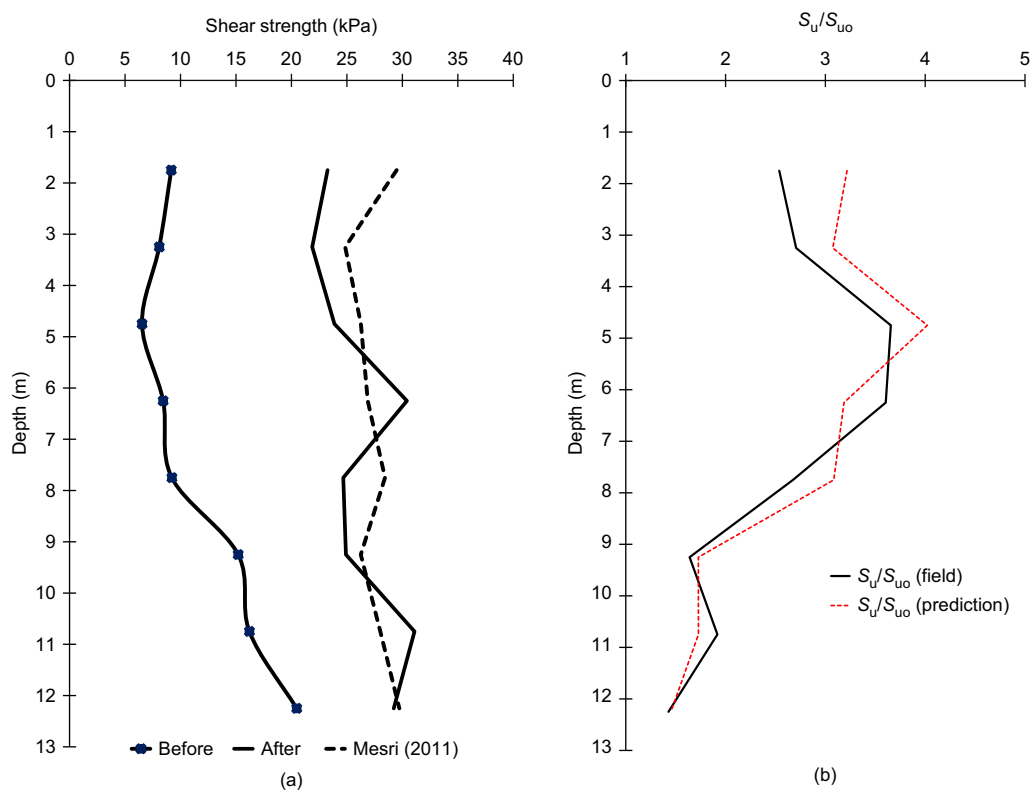 Shear strength (kPa)
0 5 10 15 20 25 30 35 40
0
1
2
3
4
5
6
7
8
9
10
11
12
13
Depth (m)
Before After Mesri (2011)
(a)
Su/Suo
1 2 3 4 5
0
1
2
3
4
5
6
7
8
9
10
11
12
13
Depth (m)
Su/Suo (field)
Su/Suo (prediction)
(b)